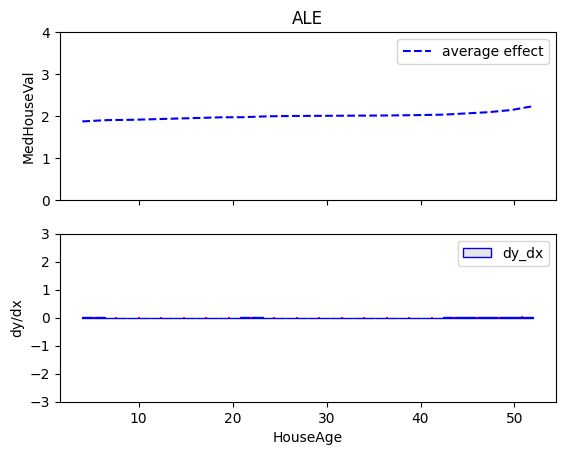 ALE
4
3
2
1
0
MedHouseVal
average effect
3
2
1
0
−1
−2
−3
dy/dx
dy_dx
10 20 30 40 50
HouseAge